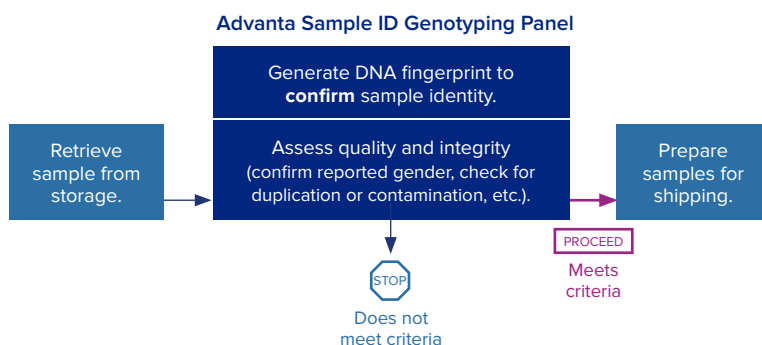 Advanta Sample ID Genotyping Panel
Generate DNA fingerprint to
confirm sample identity.
Retrieve
sample from
storage.
Assess quality and integrity
(confirm reported gender, check for
duplication or contamination, etc.).
Prepare
samples for
shipping.
PROCEED
Meets
criteria
STOP
Does not
meet criteria